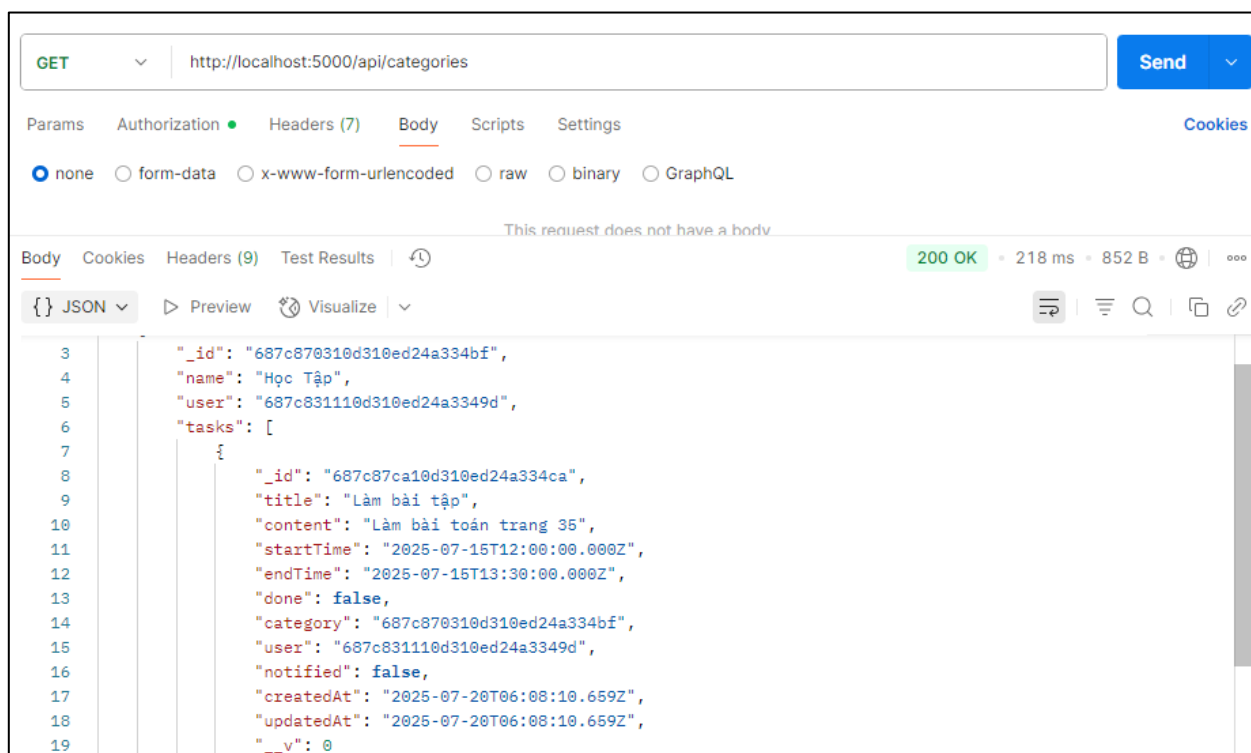 GET http://localhost:5000/api/categories Send
Params Authorization Headers (7) Body Scripts Settings Cookies
none form-data x-www-form-urlencoded raw binary GraphQL
This request does not have a body
Body Cookies Headers (9) Test Results 200 OK • 218 ms • 852 B
{} JSON Preview Visualize
3 "_id": "687c870310d310ed24a334bf",
4 "name": "Học Tập",
5 "user": "687c831110d310ed24a3349d",
6 "tasks": [
7 {
8 "_id": "687c87ca10d310ed24a334ca",
9 "title": "Làm bài tập",
10 "content": "Làm bài toán trang 35",
11 "startTime": "2025-07-15T12:00:00.000Z",
12 "endTime": "2025-07-15T13:30:00.000Z",
13 "done": false,
14 "category": "687c870310d310ed24a334bf",
15 "user": "687c831110d310ed24a3349d",
16 "notified": false,
17 "createdAt": "2025-07-20T06:08:10.659Z",
18 "updatedAt": "2025-07-20T06:08:10.659Z",
19 "__v": 0